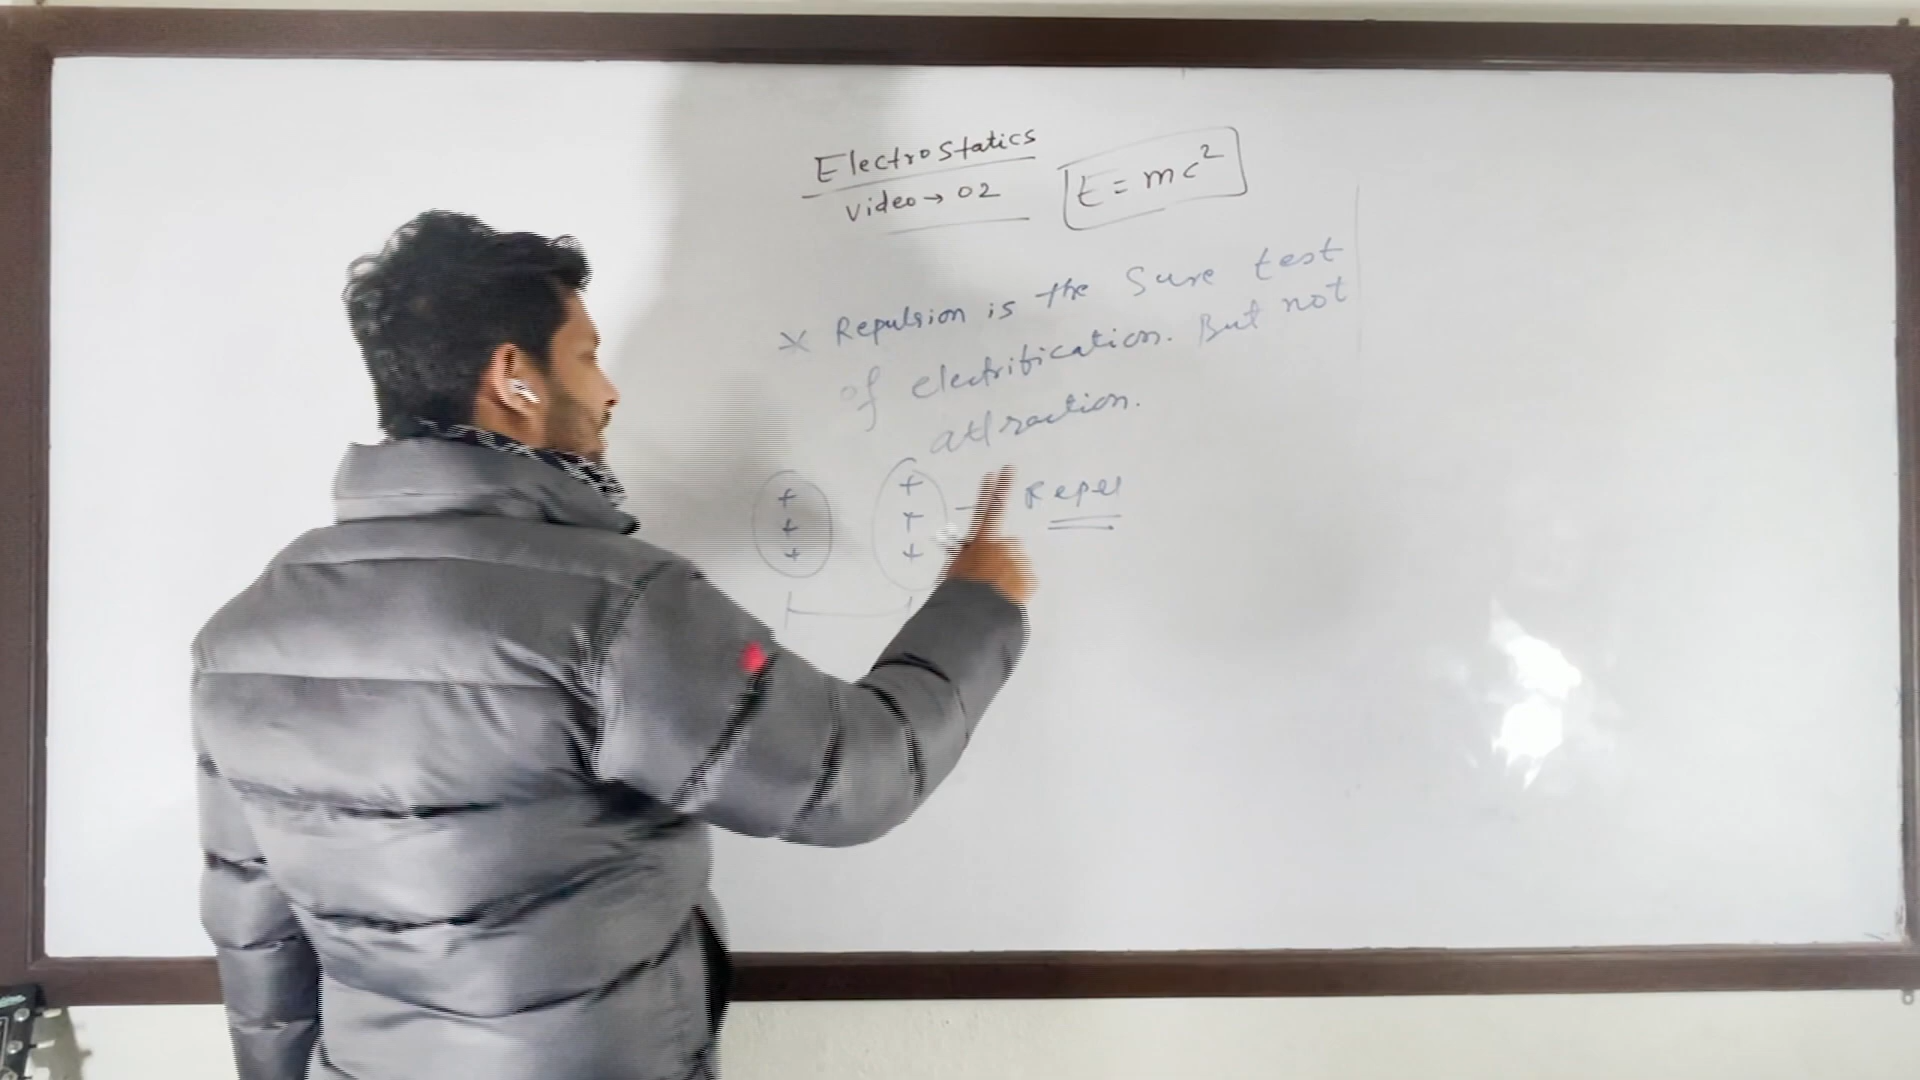 Electrostatics
Video → 02
E = mc²
* Repulsion is the Sure test
of electrification. But not
attraction.
+ +
+ +
+ +
Repel